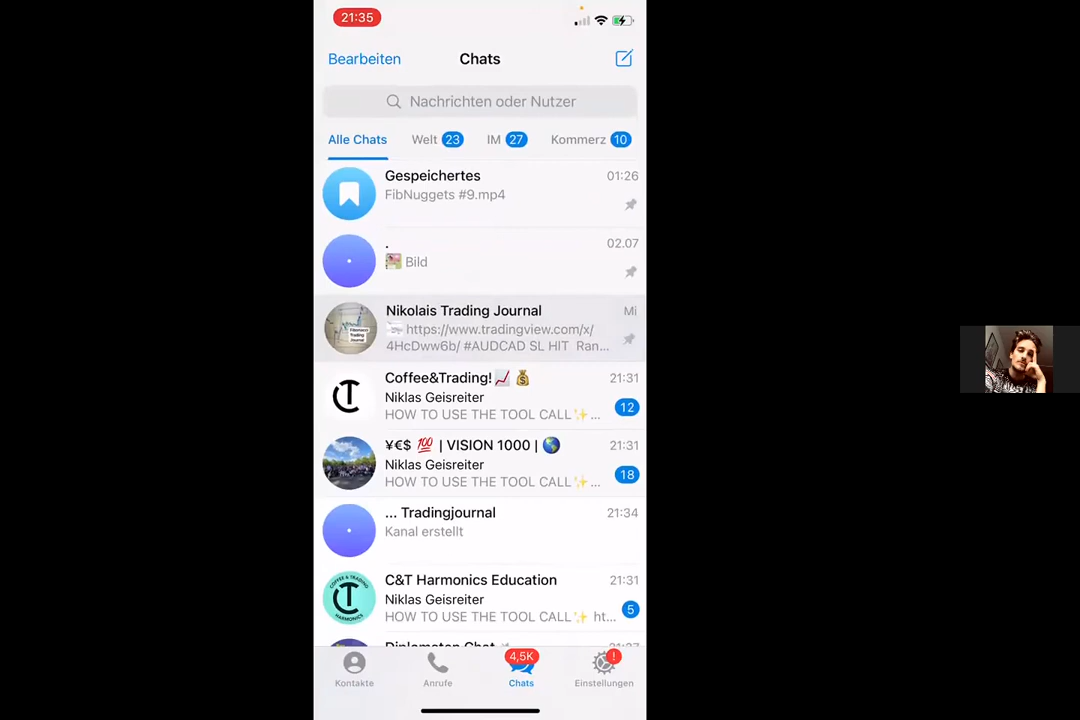 21:35
Bearbeiten
Chats
Nachrichten oder Nutzer
Alle Chats
Welt 23
IM 27
Kommerz 10
Gespeichertes
01:26
FibNuggets #9.mp4
.
02.07
Bild
Nikolais Trading Journal
Mi
https://www.tradingview.com/x/
4HcDww6b/ #AUDCAD SL HIT Ran...
Coffee&Trading!📈💰
21:31
Niklas Geisreiter
HOW TO USE THE TOOL CALL✨...
12
¥€$ 💯 | VISION 1000 | 🌎
21:31
Niklas Geisreiter
HOW TO USE THE TOOL CALL✨...
18
... Tradingjournal
21:34
Kanal erstellt
C&T Harmonics Education
21:31
Niklas Geisreiter
HOW TO USE THE TOOL CALL✨ ht...
5
COFFEE & TRADING
HARMONICS
4,5K
!
Kontakte
Anrufe
Chats
Einstellungen